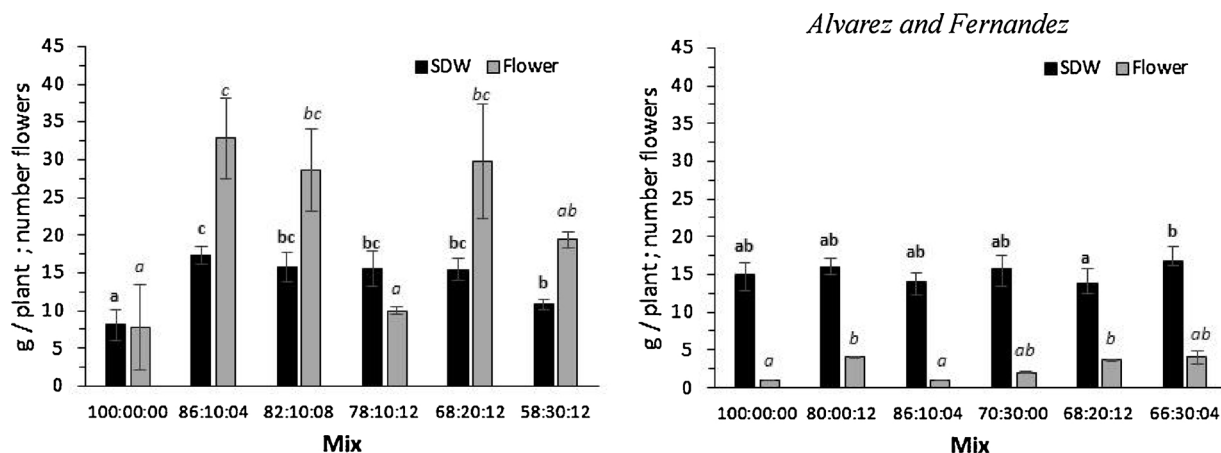 Alvarez and Fernandez
45
40
35
30
25
20
15
10
5
0
g / plant ; number flowers
SDW Flower
a
a
c
c
bc
bc
bc
a
bc
bc
b
ab
100:00:00 86:10:04 82:10:08 78:10:12 68:20:12 58:30:12
Mix
45
40
35
30
25
20
15
10
5
0
g / plant ; number flowers
SDW Flower
ab
a
ab
b
ab
a
ab
ab
a
b
b
ab
100:00:00 80:00:12 86:10:04 70:30:00 68:20:12 66:30:04
Mix